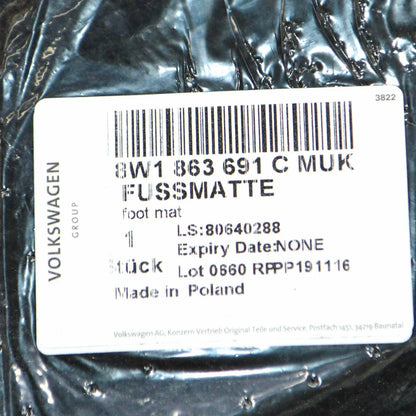 3822
8W1 863 691 C MUK
FUSSMATTE
foot mat
1 LS:80640288
Expiry Date:NONE
Stück Lot 0660 RPPP191116
Made in Poland
VOLKSWAGEN
GROUP
Volkswagen AG, Konzern Vertrieb Original Teile und Service, Postfach 1451, 34219 Baunatal